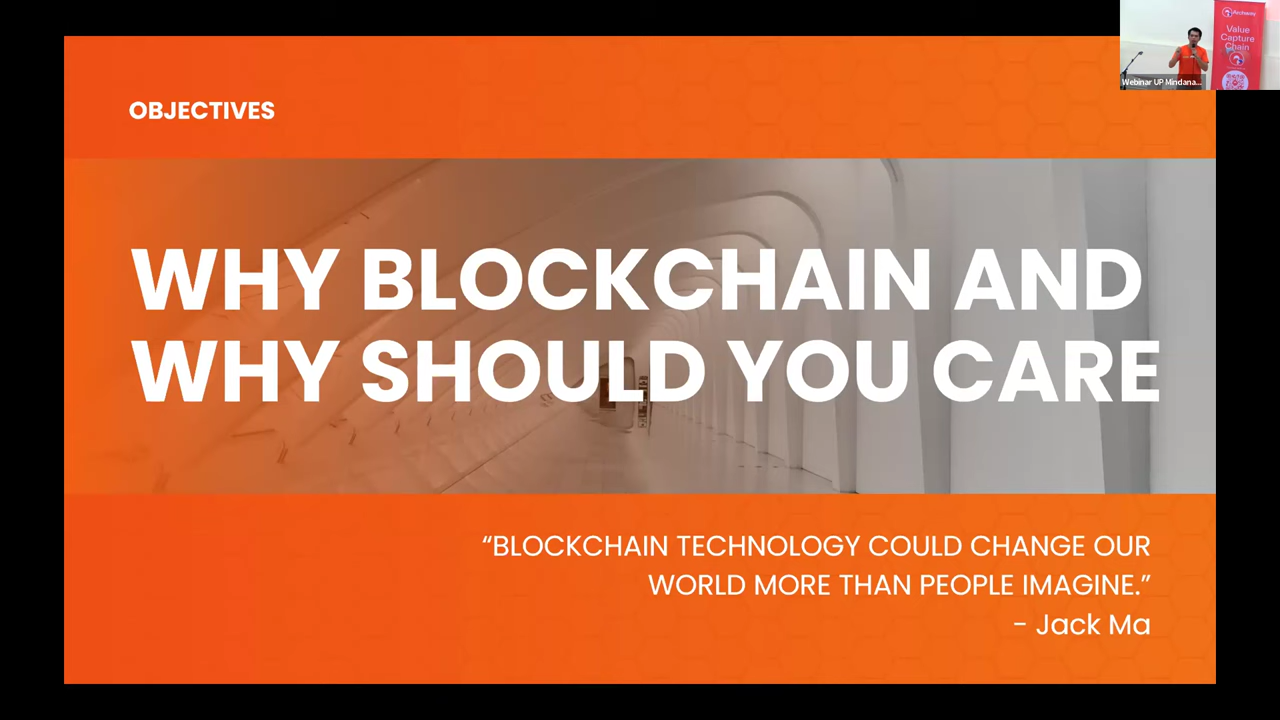 OBJECTIVES
WHY BLOCKCHAIN AND
WHY SHOULD YOU CARE
“BLOCKCHAIN TECHNOLOGY COULD CHANGE OUR
WORLD MORE THAN PEOPLE IMAGINE.”
- Jack Ma
Archway
Value
Capture
Chain
Webinar UP Mindana...